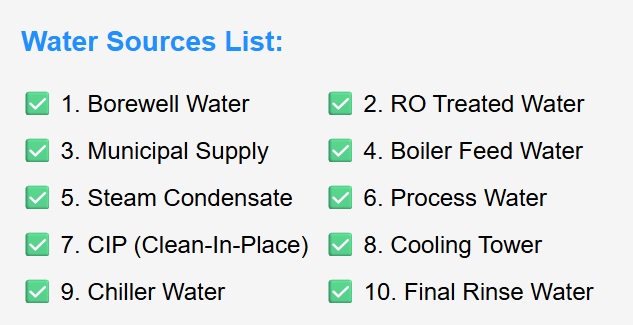 Water Sources List:
✅ 1. Borewell Water
✅ 2. RO Treated Water
✅ 3. Municipal Supply
✅ 4. Boiler Feed Water
✅ 5. Steam Condensate
✅ 6. Process Water
✅ 7. CIP (Clean-In-Place)
✅ 8. Cooling Tower
✅ 9. Chiller Water
✅ 10. Final Rinse Water